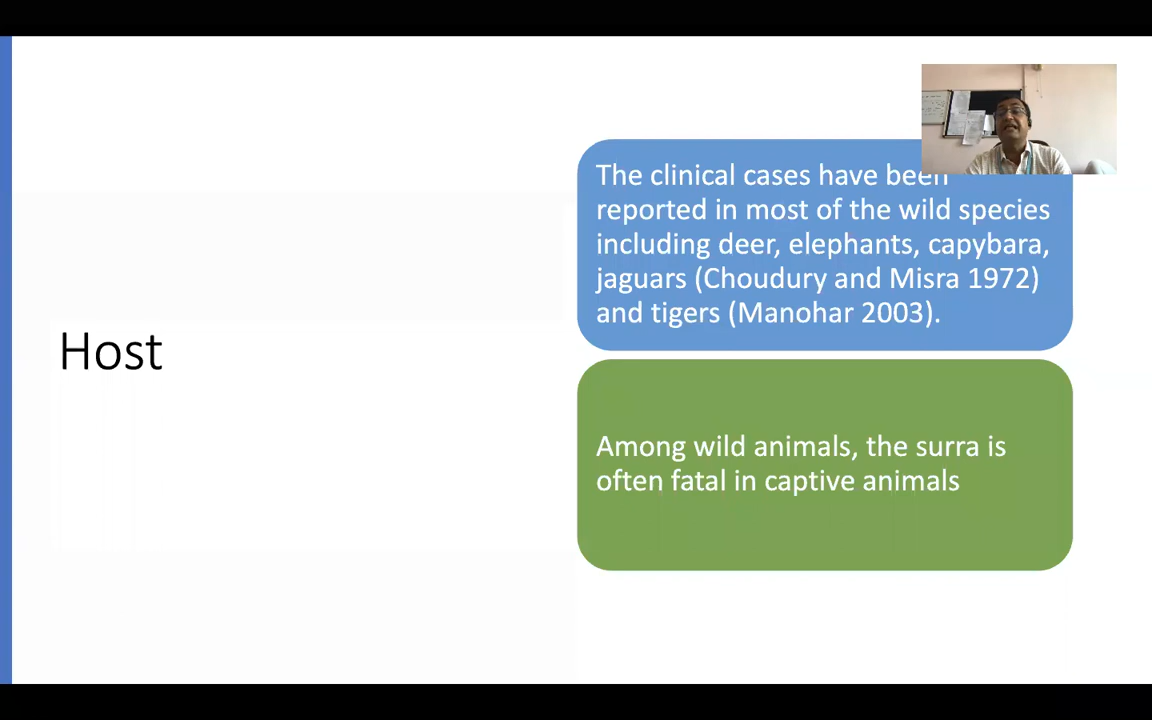 Host
The clinical cases have been
reported in most of the wild species
including deer, elephants, capybara,
jaguars (Choudury and Misra 1972)
and tigers (Manohar 2003).
Among wild animals, the surra is
often fatal in captive animals